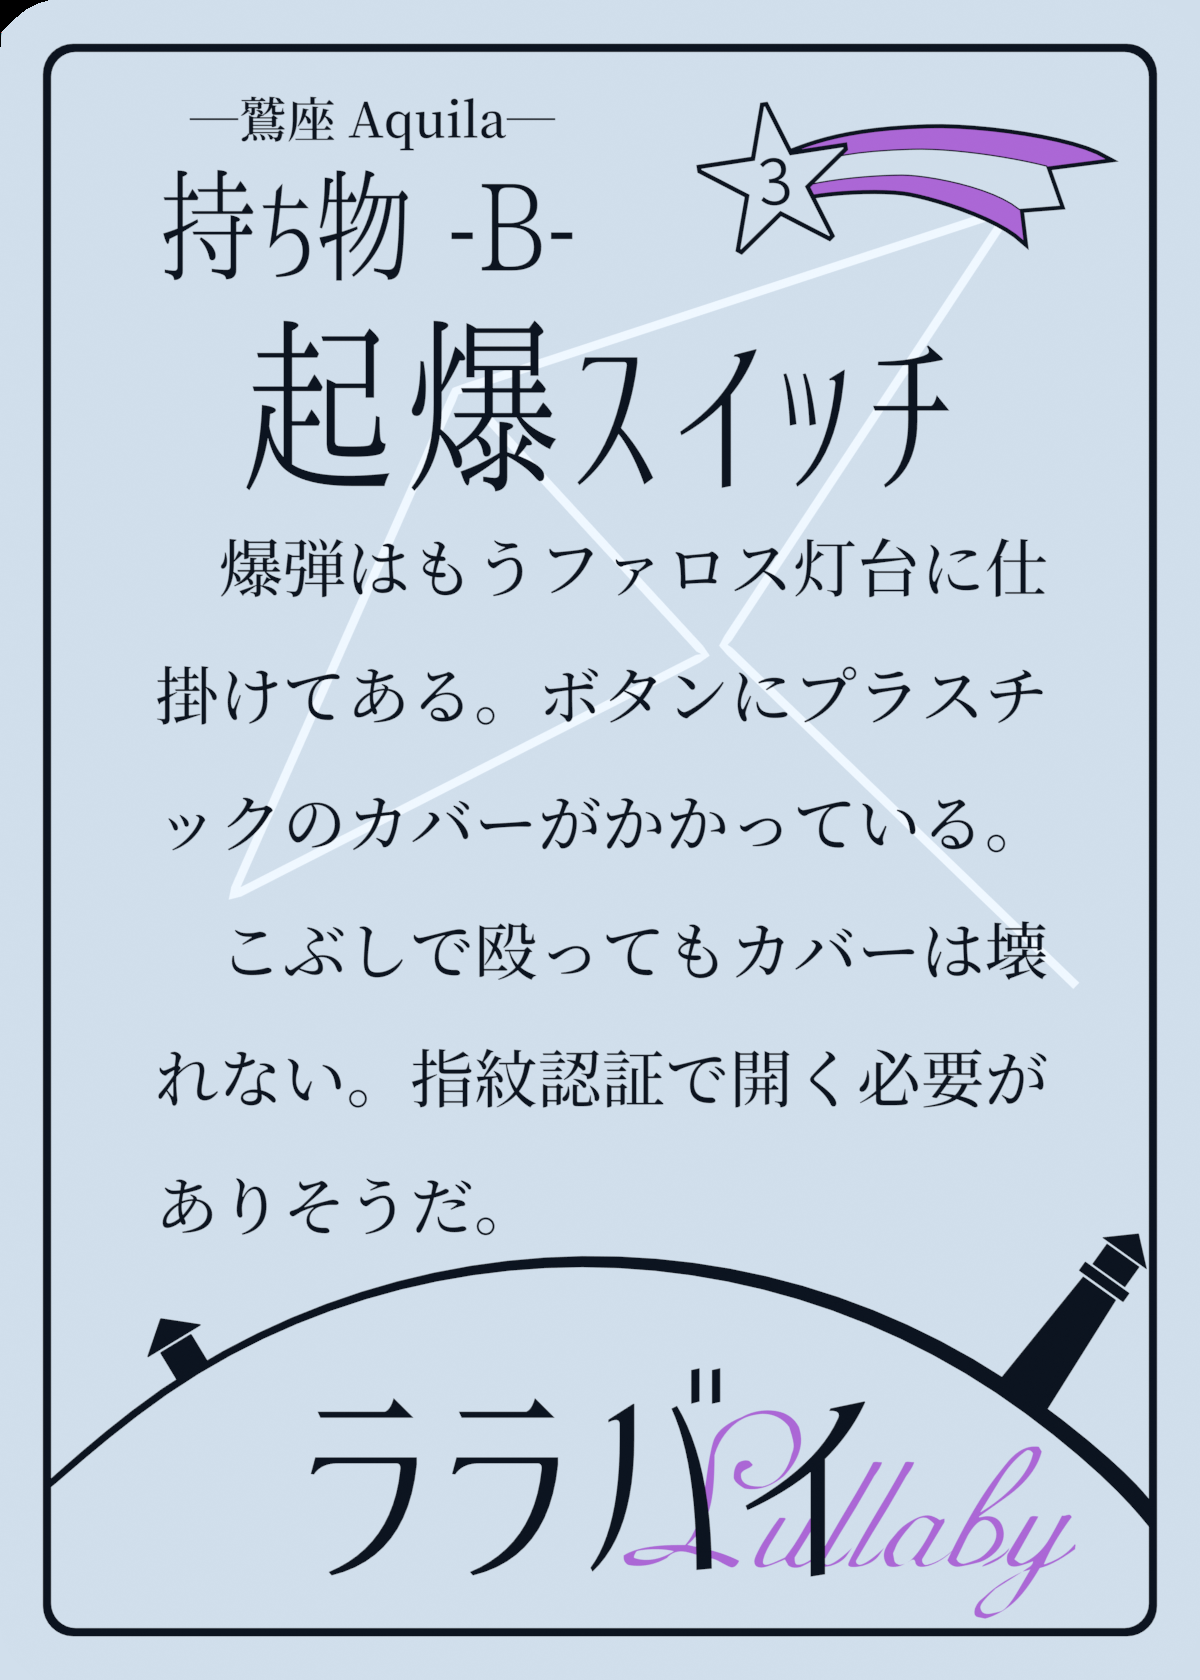 ―鷲座 Aquila―
3
持ち物 -B-
起爆スイッチ
爆弾はもうファロス灯台に仕
掛けてある。ボタンにプラスチ
ックのカバーがかかっている。
こぶしで殴ってもカバーは壊
れない。指紋認証で開く必要が
ありそうだ。
ララバイ
Lullaby